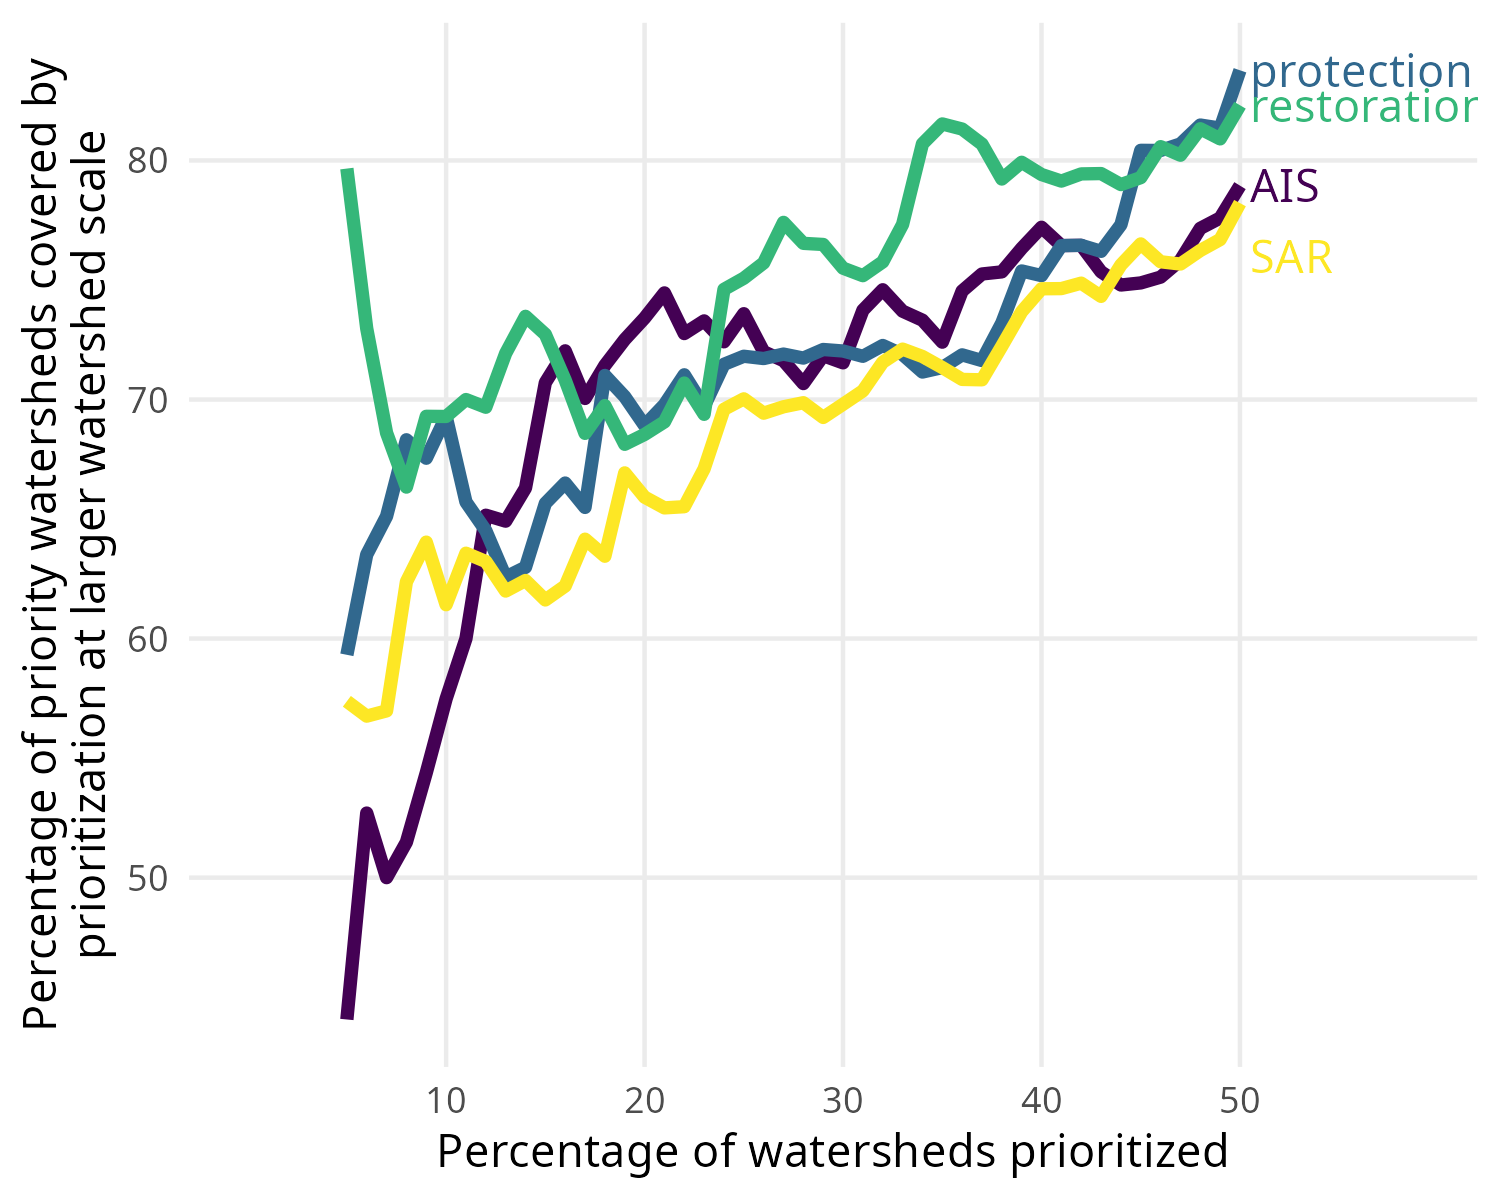 Percentage of priority watersheds covered by
prioritization at larger watershed scale
80
70
60
50
protection
restoration
AIS
SAR
10 20 30 40 50
Percentage of watersheds prioritized